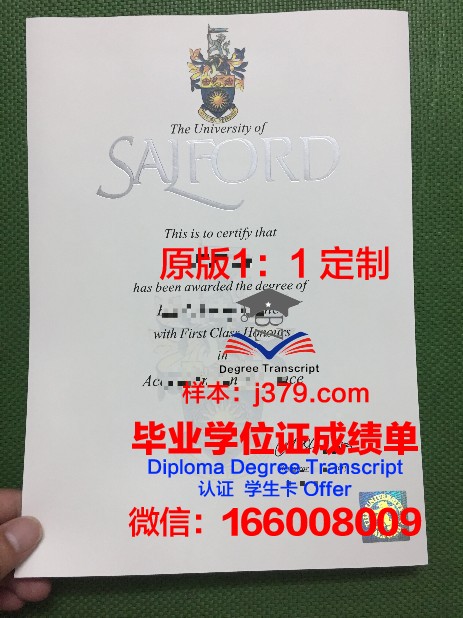 The University of
SALFORD
This is to certify that
原版1：1 定制
has been awarded the degree of
with First Class Honours
in
Degree Transcript
样本：j379.com
毕业学位证成绩单
Diploma Degree Transcript
认证 学生卡 Offer
微信：166008009